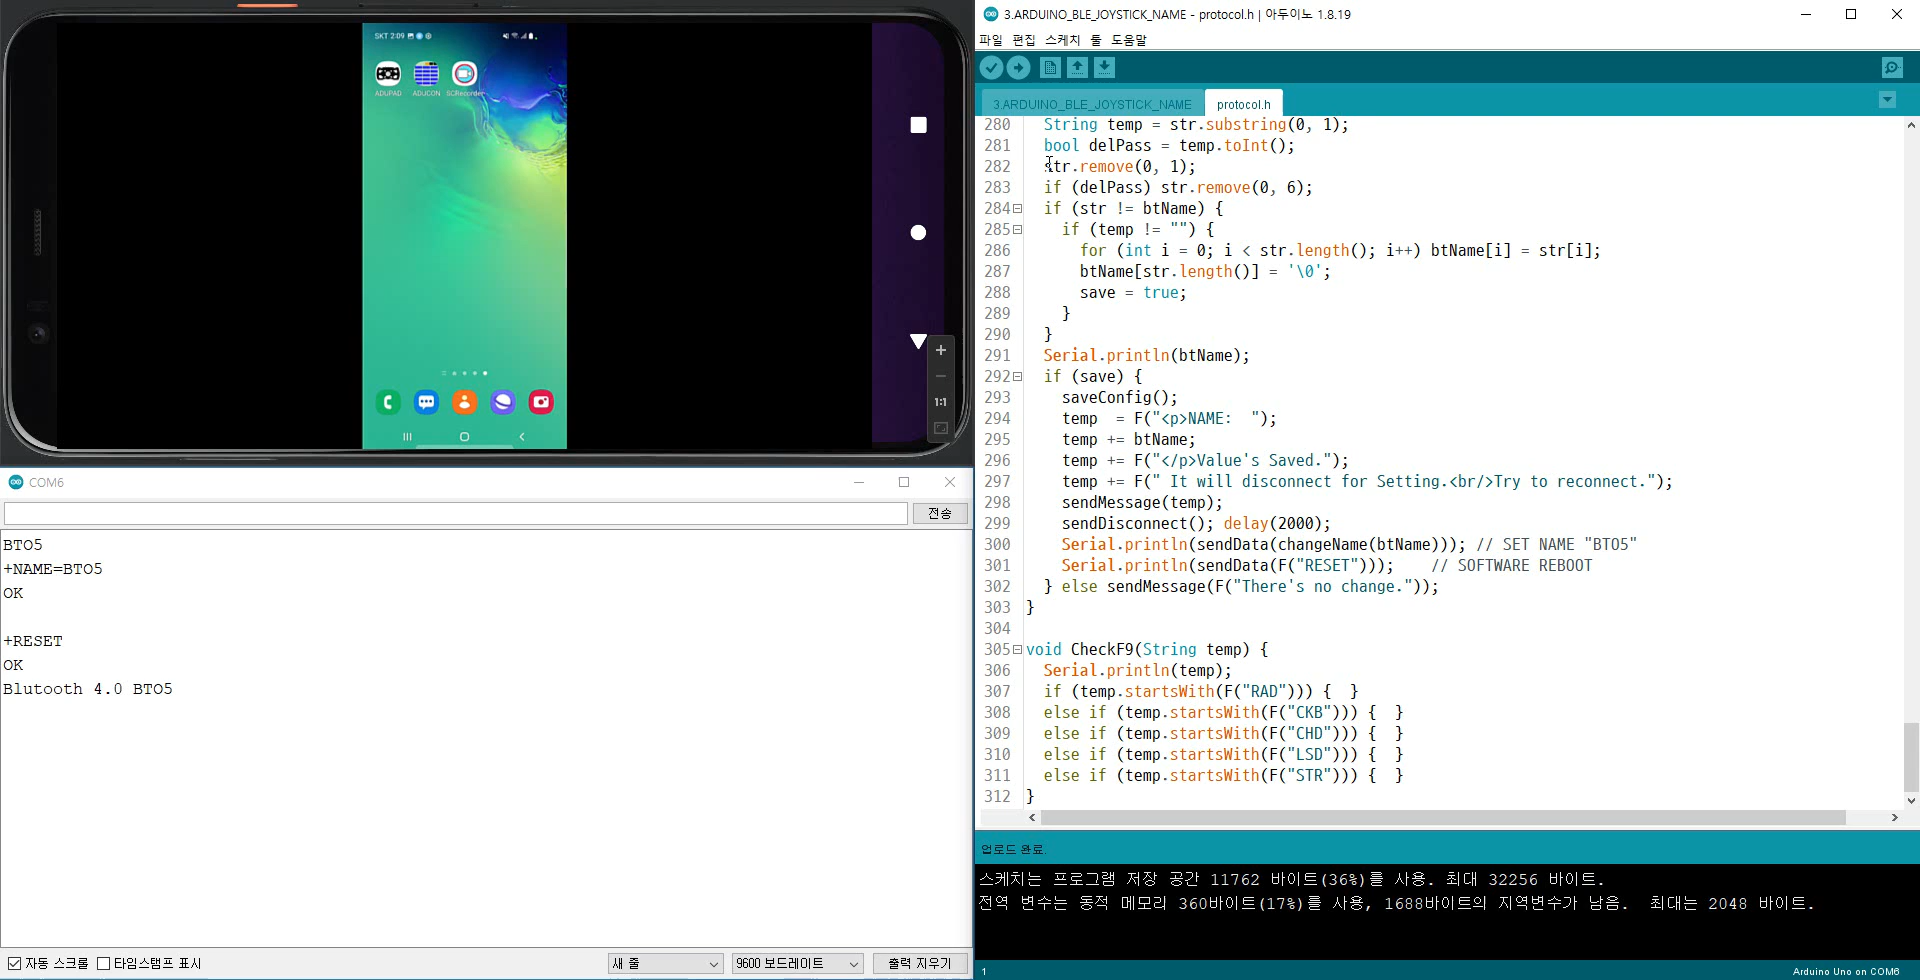 SKT 2:09
ADUPAD ADUCON SCRecorder
1:1
COM6
전송
BTO5
+NAME=BTO5
OK
+RESET
OK
Blutooth 4.0 BTO5
자동 스크롤 타임스탬프 표시
새 줄
9600 보드레이트
출력 지우기
3.ARDUINO_BLE_JOYSTICK_NAME - protocol.h | 아두이노 1.8.19
파일 편집 스케치 툴 도움말
3.ARDUINO_BLE_JOYSTICK_NAME protocol.h
280 String temp = str.substring(0, 1);
281 bool delPass = temp.toInt();
282 str.remove(0, 1);
283 if (delPass) str.remove(0, 6);
284 if (str != btName) {
285 if (temp != "") {
286 for (int i = 0; i < str.length(); i++) btName[i] = str[i];
287 btName[str.length()] = '\0';
288 save = true;
289 }
290 }
291 Serial.println(btName);
292 if (save) {
293 saveConfig();
294 temp  = F("<p>NAME:  ");
295 temp += btName;
296 temp += F("</p>Value's Saved.");
297 temp += F(" It will disconnect for Setting.<br/>Try to reconnect.");
298 sendMessage(temp);
299 sendDisconnect(); delay(2000);
300 Serial.println(sendData(changeName(btName))); // SET NAME "BTO5"
301 Serial.println(sendData(F("RESET")));    // SOFTWARE REBOOT
302 } else sendMessage(F("There's no change."));
303 }
304
305 void CheckF9(String temp) {
306 Serial.println(temp);
307 if (temp.startsWith(F("RAD"))) {  }
308 else if (temp.startsWith(F("CKB"))) {  }
309 else if (temp.startsWith(F("CHD"))) {  }
310 else if (temp.startsWith(F("LSD"))) {  }
311 else if (temp.startsWith(F("STR"))) {  }
312 }
업로드 완료.
스케치는 프로그램 저장 공간 11762 바이트(36%)를 사용. 최대 32256 바이트.
전역 변수는 동적 메모리 360바이트(17%)를 사용, 1688바이트의 지역변수가 남음.  최대는 2048 바이트.
1
Arduino Uno on COM6